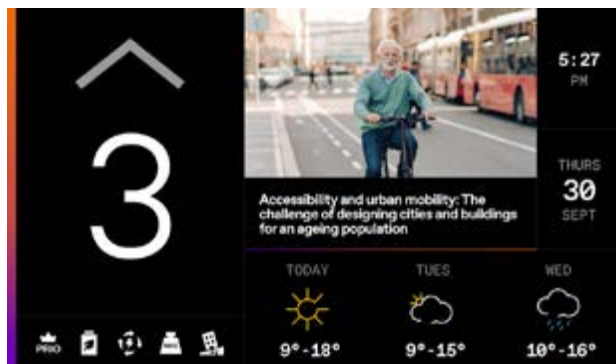 3
PRIO
Accessibility and urban mobility: The
challenge of designing cities and buildings
for an ageing population
5:27
PM
THURS
30
SEPT
TODAY
9°-18°
TUES
9°-15°
WED
10°-16°